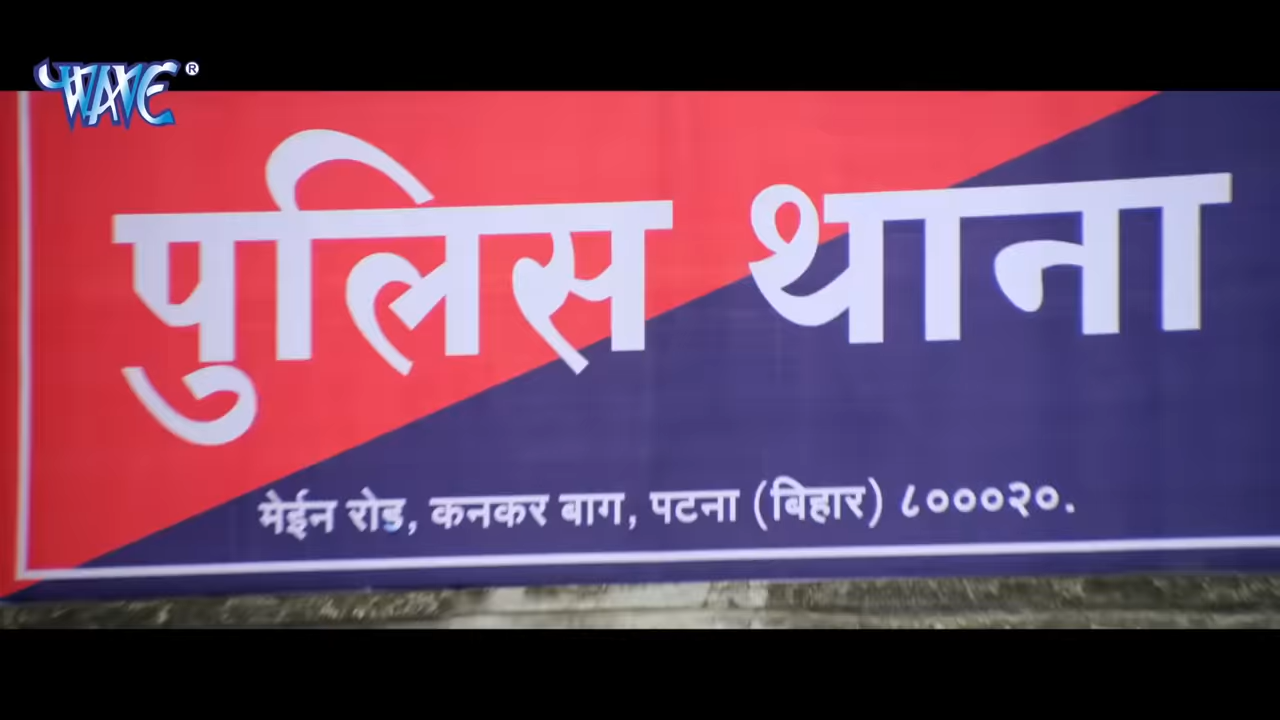 WAVE®
पुलिस थाना
मेईन रोड, कनकर बाग, पटना (बिहार) ८०००२०.